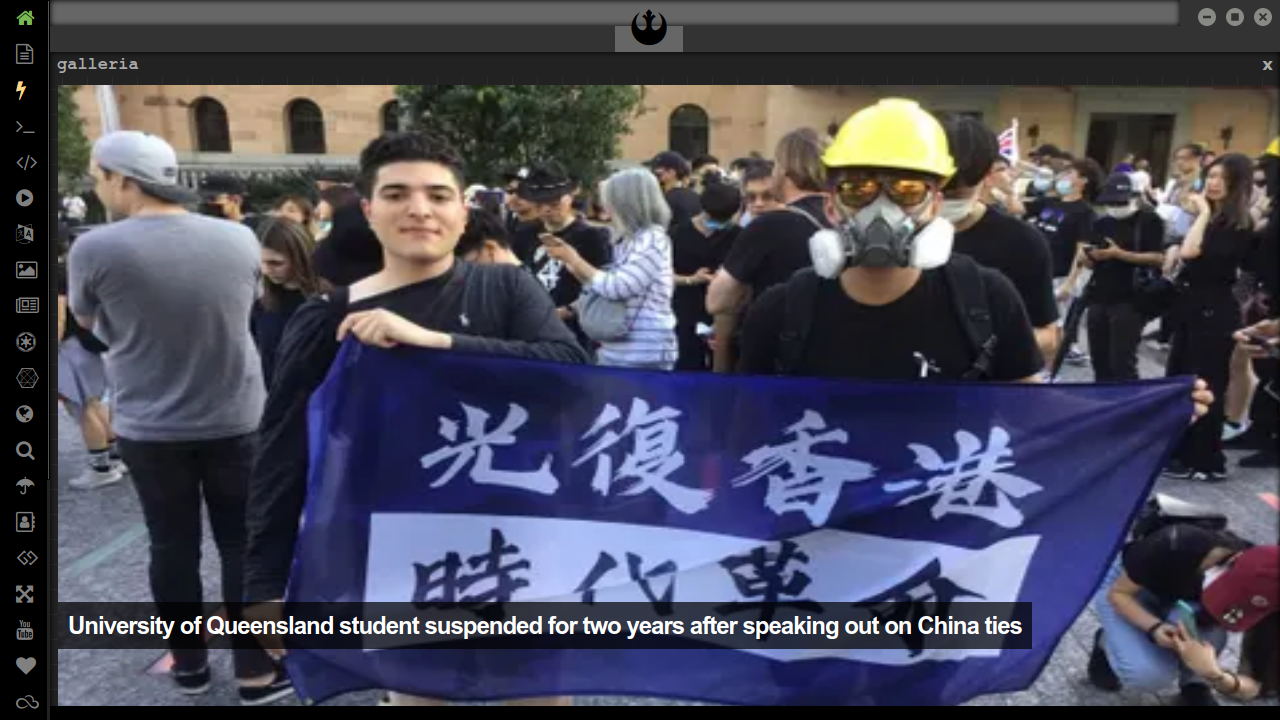 galleria
x
光復香港
時代革命
University of Queensland student suspended for two years after speaking out on China ties